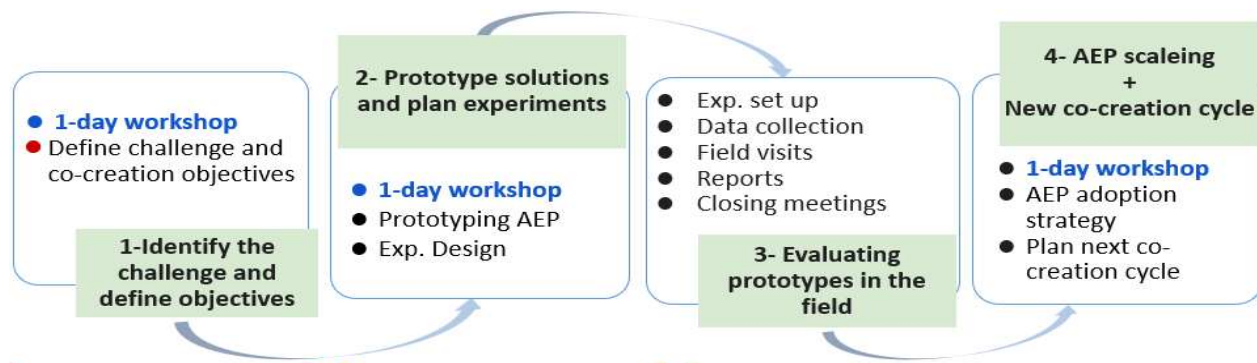 ● 1-day workshop
● Define challenge and
co-creation objectives
1-Identify the
challenge and
define objectives
2- Prototype solutions
and plan experiments
● 1-day workshop
● Prototyping AEP
● Exp. Design
● Exp. set up
● Data collection
● Field visits
● Reports
● Closing meetings
3- Evaluating
prototypes in the
field
4- AEP scaleing
+
New co-creation cycle
● 1-day workshop
● AEP adoption
strategy
● Plan next co-
creation cycle